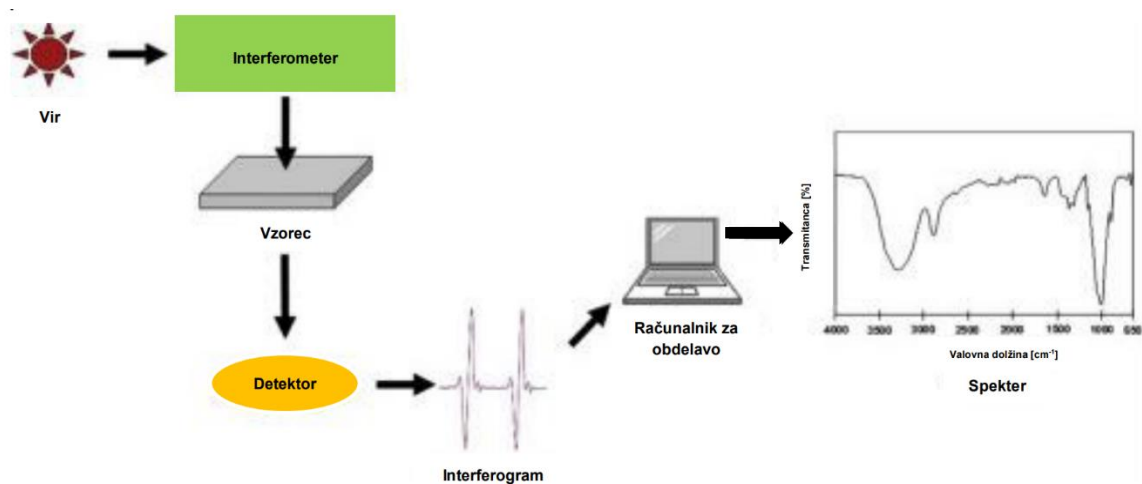 Vir
Interferometer
Vzorec
Detektor
Interferogram
Računalnik za
obdelavo
Transmitanca [%]
4000 3500 3000 2500 2000 1500 1000 650
Valovna dolžina [cm⁻¹]
Spekter